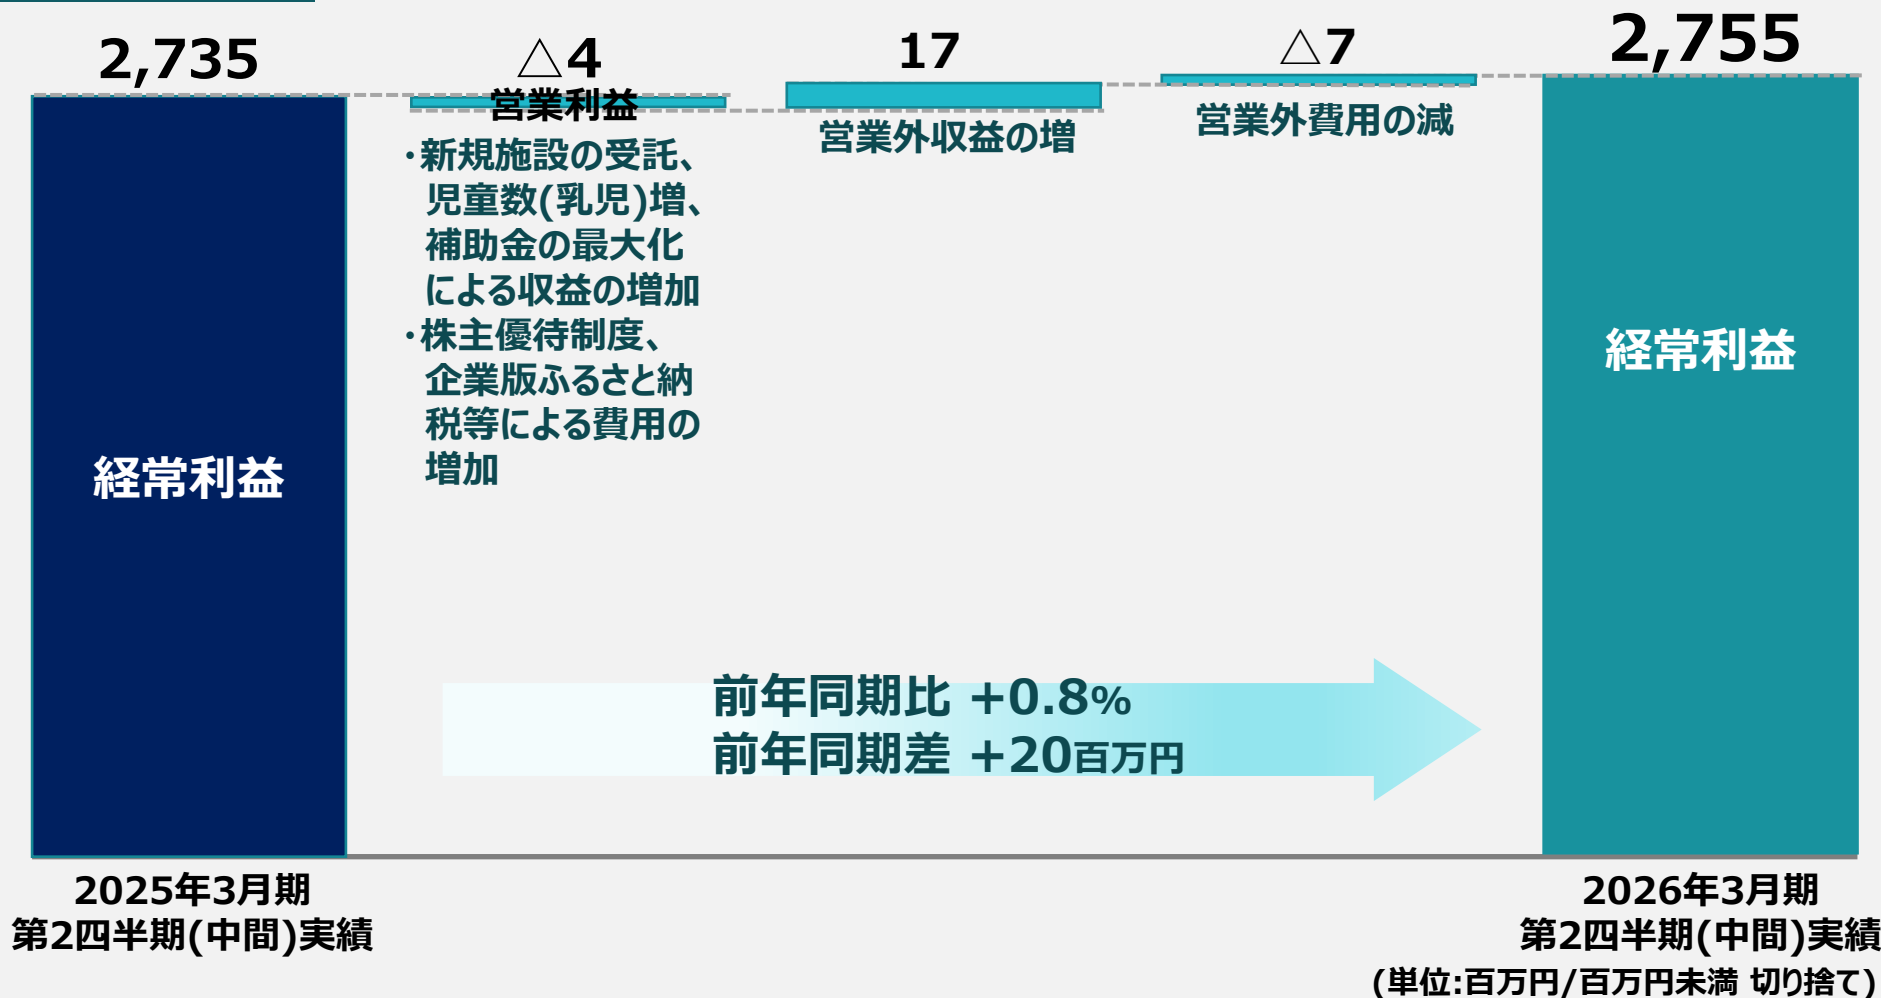 2,735
△4
17
△7
2,755
営業利益
営業外収益の増
営業外費用の減
・新規施設の受託、
児童数(乳児)増、
補助金の最大化
による収益の増加
・株主優待制度、
企業版ふるさと納
税等による費用の
増加
経常利益
経常利益
前年同期比 +0.8%
前年同期差 +20百万円
2025年3月期
第2四半期(中間)実績
2026年3月期
第2四半期(中間)実績
(単位:百万円/百万円未満 切り捨て)